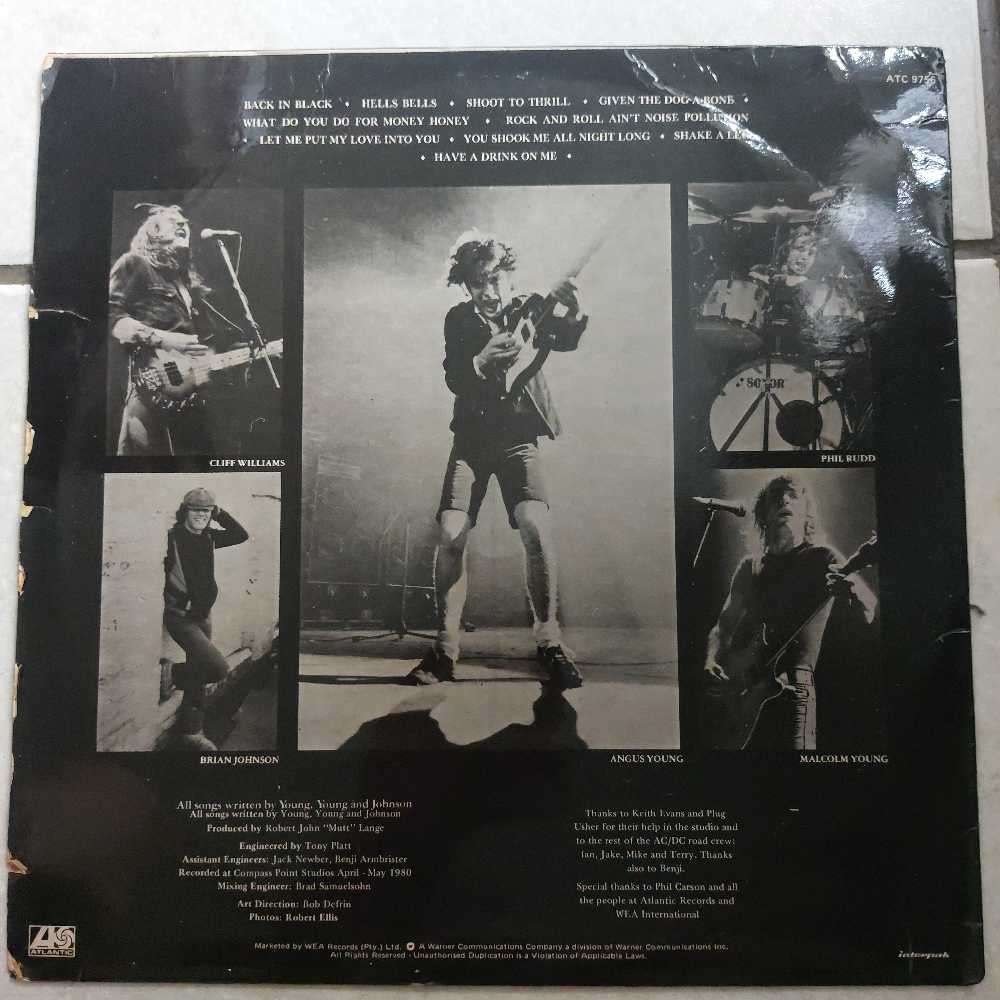 ATC 9756
BACK IN BLACK • HELLS BELLS • SHOOT TO THRILL • GIVEN THE DOG A BONE •
WHAT DO YOU DO FOR MONEY HONEY • ROCK AND ROLL AIN'T NOISE POLLUTION
• LET ME PUT MY LOVE INTO YOU • YOU SHOOK ME ALL NIGHT LONG • SHAKE A LEG
• HAVE A DRINK ON ME •
SONOR
CLIFF WILLIAMS
PHIL RUDD
BRIAN JOHNSON
ANGUS YOUNG
MALCOLM YOUNG
All songs written by Young, Young and Johnson
All songs written by Young, Young and Johnson
Produced by Robert John "Mutt" Lange
Engineered by Tony Platt
Assistant Engineers: Jack Newber, Benji Armbrister
Recorded at Compass Point Studios April - May 1980
Mixing Engineer: Brad Samuelsohn
Art Direction: Bob Defrin
Photos: Robert Ellis
Thanks to Keith Evans and Plug
Usher for their help in the studio and
to the rest of the AC/DC road crew:
Ian, Jake, Mike and Terry. Thanks
also to Benji.
Special thanks to Phil Carson and all
the people at Atlantic Records and
WEA International
ATLANTIC
Marketed by WEA Records (Pty.) Ltd. A Warner Communications Company a division of Warner Communications Inc.
All Rights Reserved - Unauthorised Duplication is a Violation of Applicable Laws.
interpak